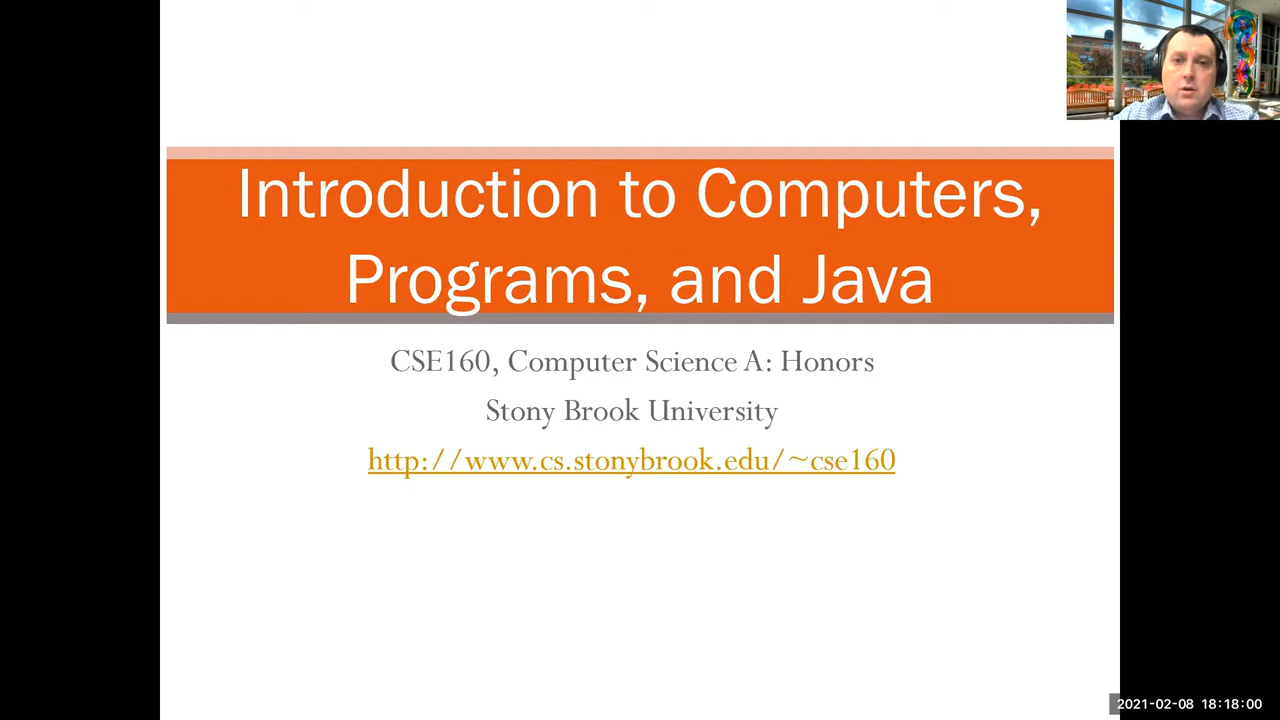 Introduction to Computers,
Programs, and Java
CSE160, Computer Science A: Honors
Stony Brook University
http://www.cs.stonybrook.edu/~cse160
2021-02-08 18:18:00